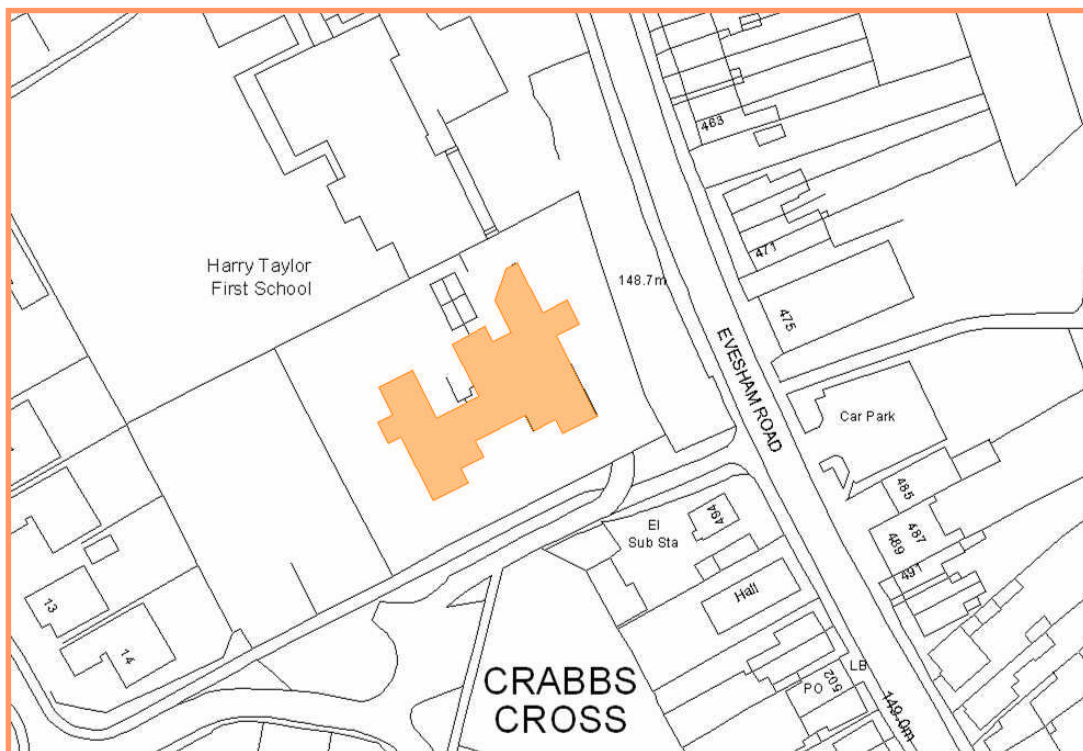 463
471
475
Harry Taylor
First School
148.7m
EVESHAM ROAD
Car Park
485
487
489
491
El
Sub Sta
494
Hall
13
14
CRABBS
CROSS
LB
PO
502
149.0m